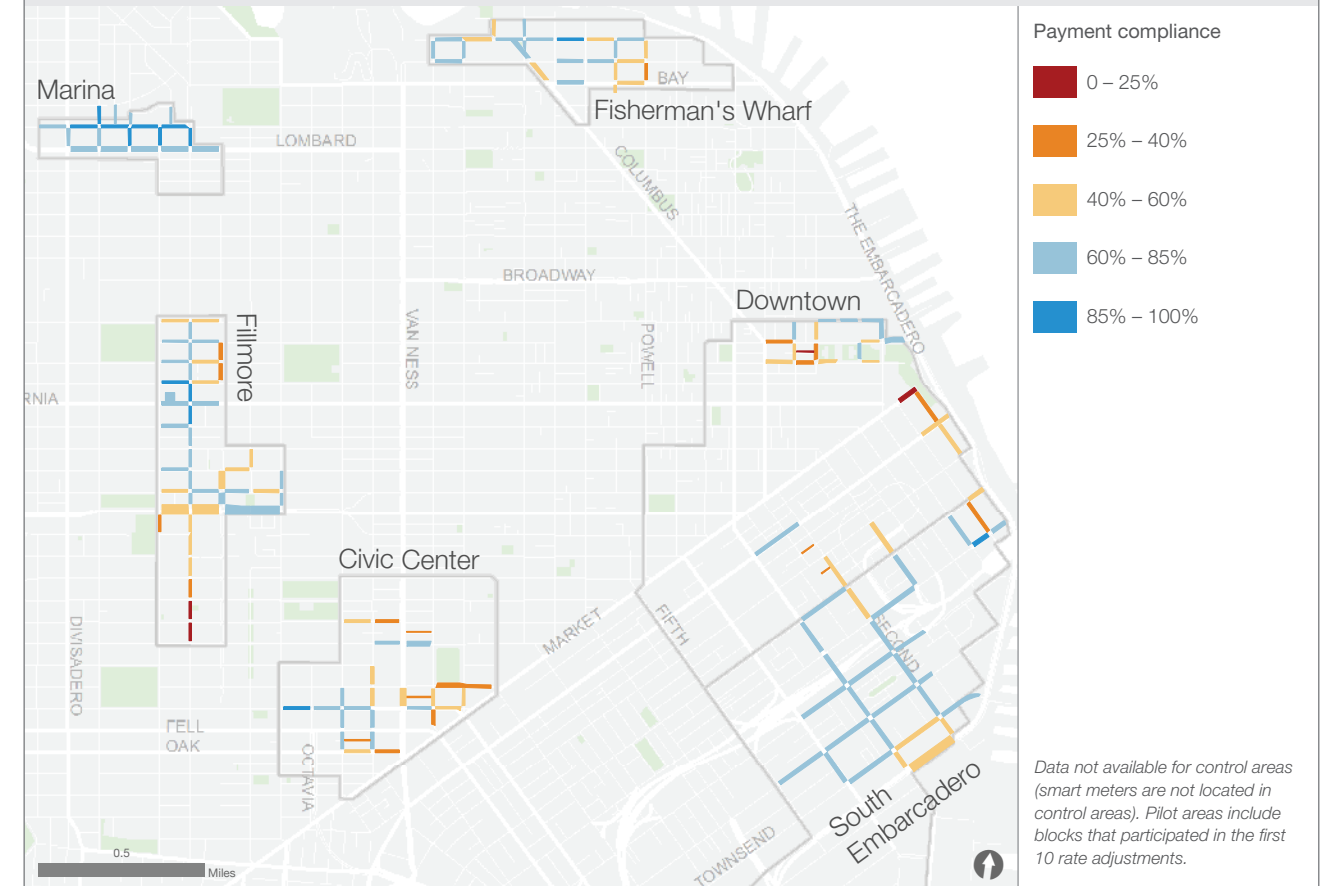 Payment compliance
0 – 25%
25% – 40%
40% – 60%
60% – 85%
85% – 100%
Data not available for control areas
(smart meters are not located in
control areas). Pilot areas include
blocks that participated in the first
10 rate adjustments.
Marina
LOMBARD
BAY
Fisherman's Wharf
COLUMBUS
THE EMBARCADERO
BROADWAY
Downtown
Fillmore
VAN NESS
POWELL
RNIA
Civic Center
MARKET
FIFTH
SECOND
DIVISADERO
FELL
OAK
OCTAVIA
South
Embarcadero
TOWNSEND
0.5
Miles